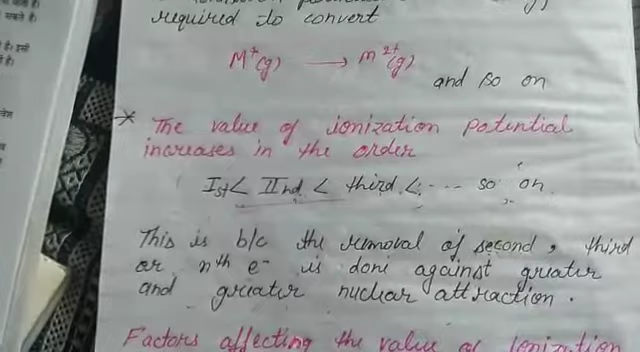 required to convert
M⁺(g) → m²⁺(g)
and so on
* The value of ionization potential
increases in the order
Ist < IInd < third < .... so on.
This is b/c the removal of second, third
or nth e⁻ is done against greater
and greater nuclear attraction.
Factors affecting the value of Ionization